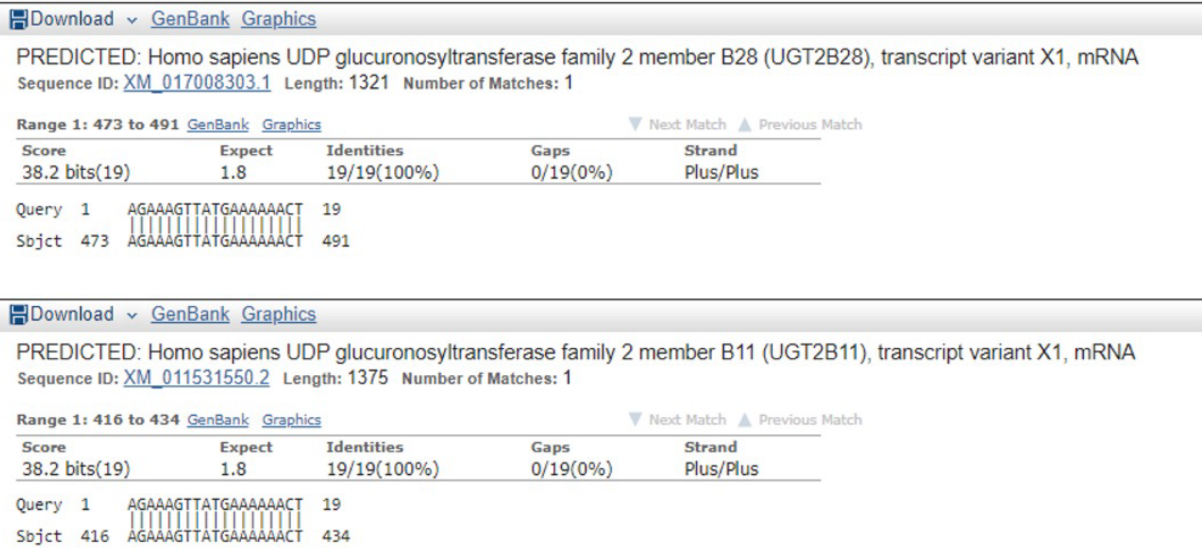 Download GenBank Graphics
PREDICTED: Homo sapiens UDP glucuronosyltransferase family 2 member B28 (UGT2B28), transcript variant X1, mRNA
Sequence ID: XM_017008303.1 Length: 1321 Number of Matches: 1
Range 1: 473 to 491 GenBank Graphics ▼ Next Match ▲ Previous Match
Score Expect Identities Gaps Strand
38.2 bits(19) 1.8 19/19(100%) 0/19(0%) Plus/Plus
Query 1 AGAAAGTTATGAAAAAACT 19
|||||||||||||||||||
Sbjct 473 AGAAAGTTATGAAAAAACT 491
Download GenBank Graphics
PREDICTED: Homo sapiens UDP glucuronosyltransferase family 2 member B11 (UGT2B11), transcript variant X1, mRNA
Sequence ID: XM_011531550.2 Length: 1375 Number of Matches: 1
Range 1: 416 to 434 GenBank Graphics ▼ Next Match ▲ Previous Match
Score Expect Identities Gaps Strand
38.2 bits(19) 1.8 19/19(100%) 0/19(0%) Plus/Plus
Query 1 AGAAAGTTATGAAAAAACT 19
|||||||||||||||||||
Sbjct 416 AGAAAGTTATGAAAAAACT 434